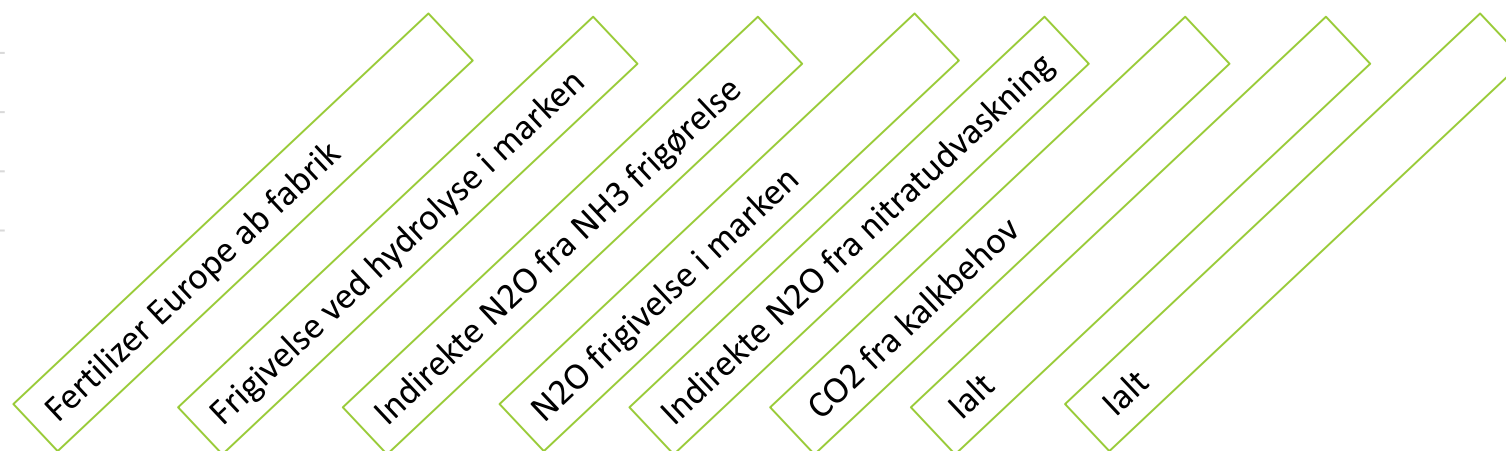 Fertilizer Europe ab fabrik
Frigivelse ved hydrolyse i marken
Indirekte N2O fra NH3 frigørelse
N2O frigivelse i marken
Indirekte N2O fra nitratudvaskning
CO2 fra kalkbehov
Ialt
Ialt